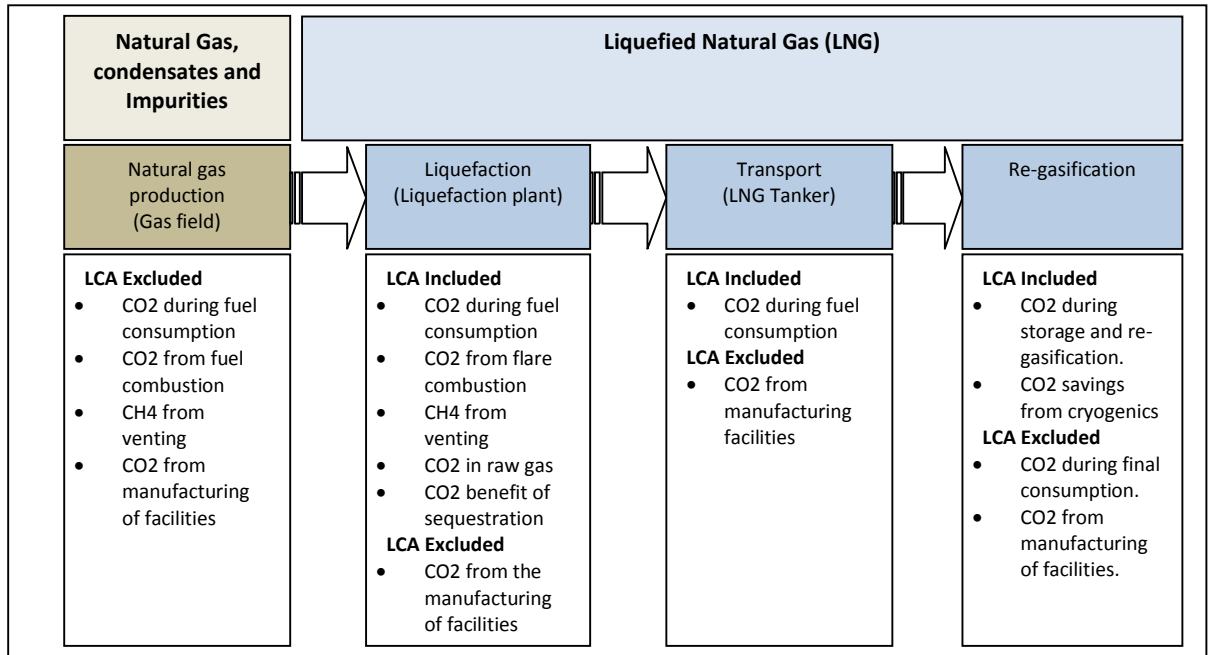 Natural Gas,
condensates and
Impurities
Liquefied Natural Gas (LNG)
Natural gas
production
(Gas field)
Liquefaction
(Liquefaction plant)
Transport
(LNG Tanker)
Re-gasification
LCA Excluded
• CO2 during fuel
consumption
• CO2 from fuel
combustion
• CH4 from
venting
• CO2 from
manufacturing
of facilities
LCA Included
• CO2 during fuel
consumption
• CO2 from flare
combustion
• CH4 from
venting
• CO2 in raw gas
• CO2 benefit of
sequestration
LCA Excluded
• CO2 from the
manufacturing
of facilities
LCA Included
• CO2 during fuel
consumption
LCA Excluded
• CO2 from
manufacturing
facilities
LCA Included
• CO2 during
storage and re-
gasification.
• CO2 savings
from cryogenics
LCA Excluded
• CO2 during final
consumption.
• CO2 from
manufacturing
of facilities.